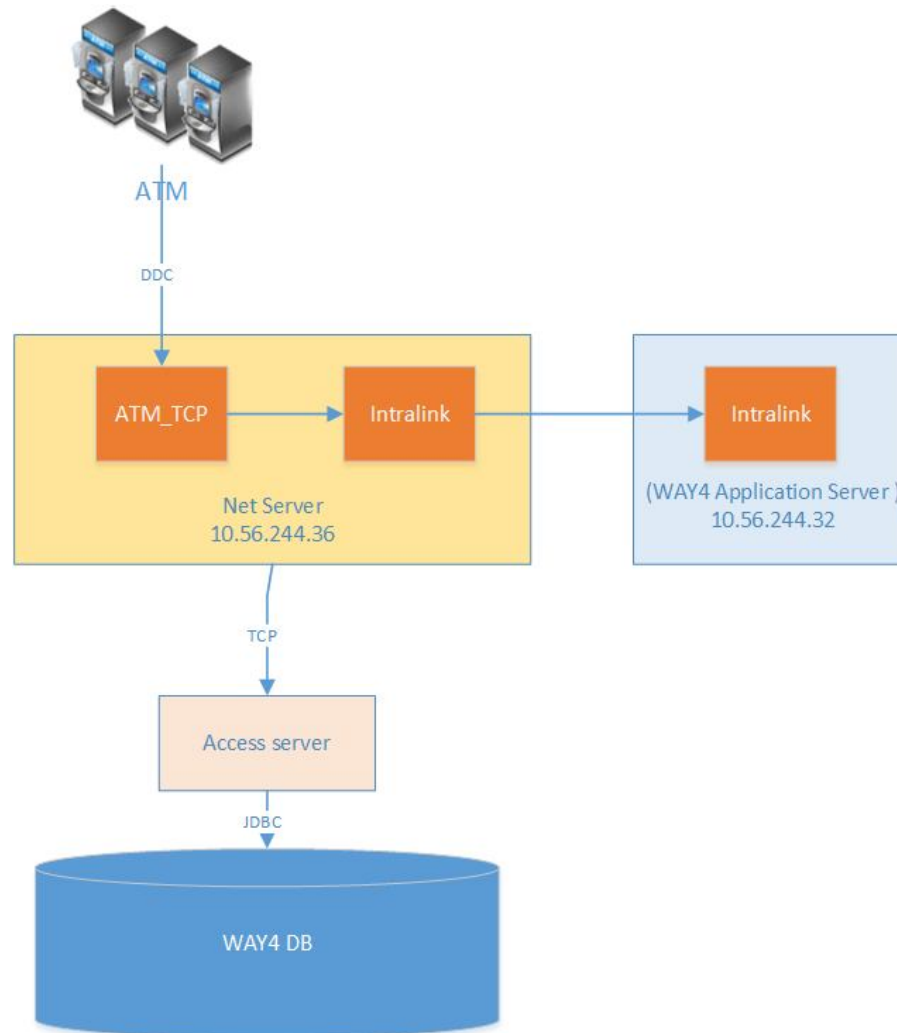 ATM
DDC
ATM_TCP
Intralink
Intralink
Net Server
10.56.244.36
(WAY4 Application Server )
10.56.244.32
TCP
Access server
JDBC
WAY4 DB